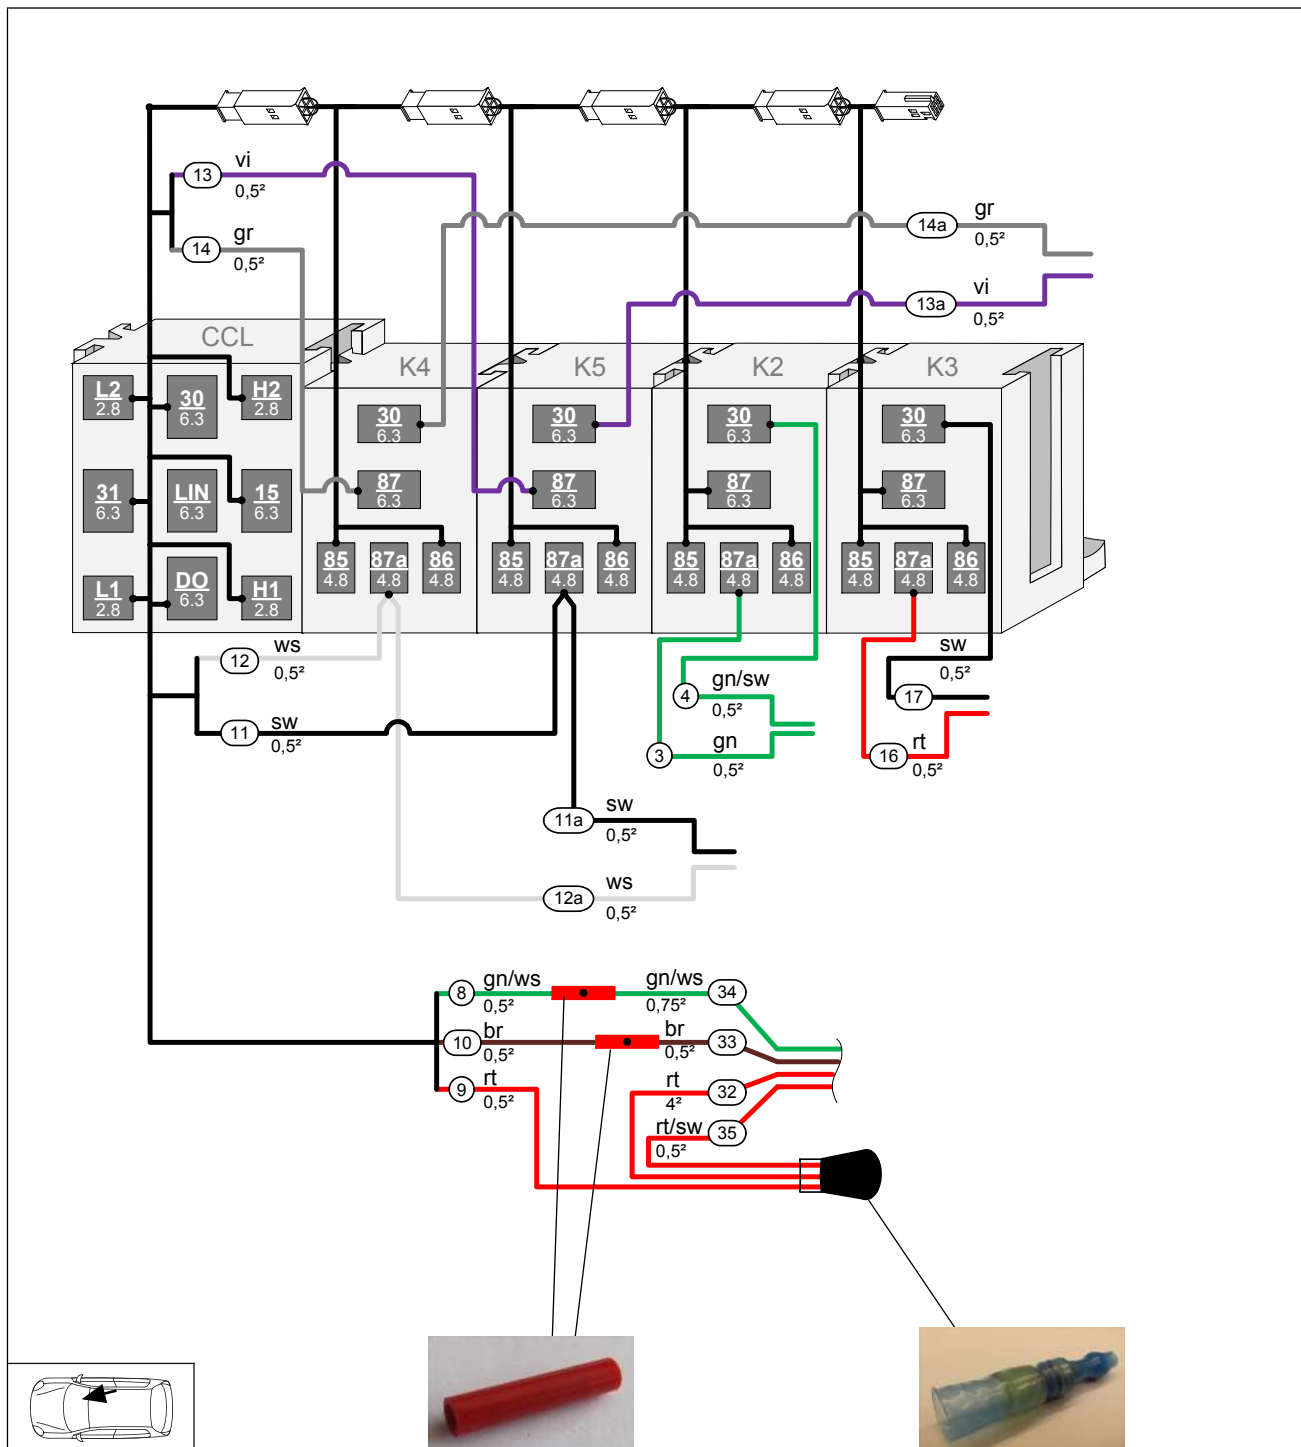 13 vi
0,5²
14 gr
0,5²
14a gr
0,5²
13a vi
0,5²
CCL
K4
K5
K2
K3
L2
2.8
30
6.3
H2
2.8
31
6.3
LIN
6.3
15
6.3
L1
2.8
DO
6.3
H1
2.8
30
6.3
87
6.3
85
4.8
87a
4.8
86
4.8
30
6.3
87
6.3
85
4.8
87a
4.8
86
4.8
30
6.3
87
6.3
85
4.8
87a
4.8
86
4.8
30
6.3
87
6.3
85
4.8
87a
4.8
86
4.8
12 ws
0,5²
11 sw
0,5²
4 gn/sw
0,5²
3 gn
0,5²
sw
0,5²
17
16 rt
0,5²
11a sw
0,5²
12a ws
0,5²
8 gn/ws
0,5²
gn/ws 34
0,75²
10 br
0,5²
br 33
0,5²
9 rt
0,5²
rt 32
4²
rt/sw 35
0,5²